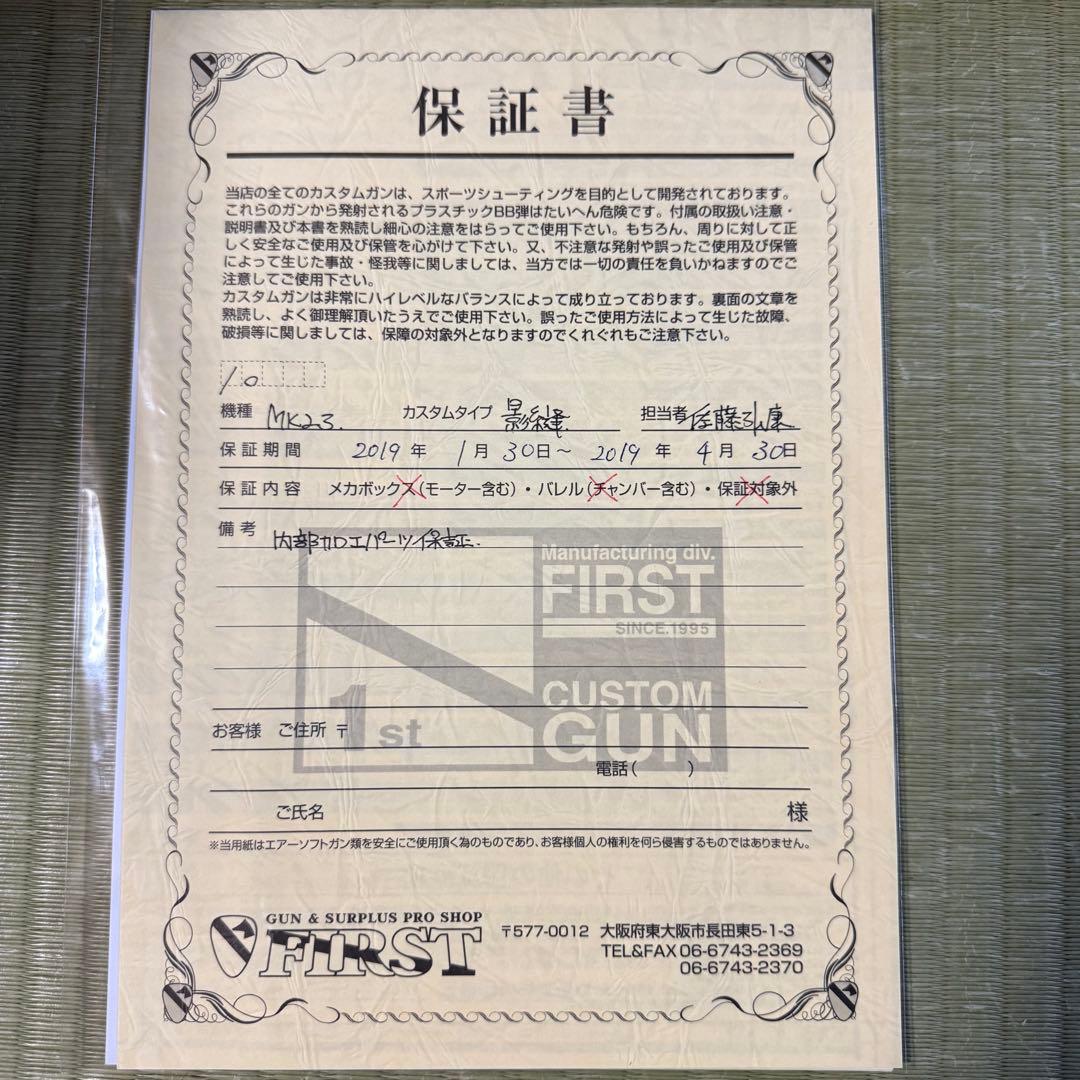 保証書
当店の全てのカスタムガンは、スポーツシューティングを目的として開発されております。
これらのガンから発射されるプラスチックBB弾はたいへん危険です。付属の取扱い注意・
説明書及び本書を熟読し細心の注意をはらってご使用下さい。もちろん、周りに対して正
しく安全なご使用及び保管を心がけて下さい。又、不注意な発射や誤ったご使用及び保管
によって生じた事故・怪我等に関しましては、当方では一切の責任を負いかねますのでご
注意してご使用下さい。
カスタムガンは非常にハイレベルなバランスによって成り立っております。裏面の文章を
熟読し、よく御理解頂いたうえでご使用下さい。誤ったご使用方法によって生じた故障、
破損等に関しましては、保障の対象外となりますのでくれぐれもご注意下さい。
10
機種 MK23. カスタムタイプ 影縫 担当者 佐藤弘康
保証期間 2019年 1月30日～ 2019年 4月30日
保証内容 メカボックス(モーター含む)・バレル(チャンバー含む)・保証対象外
備考 内部加工パーツ保証.
Manufacturing div.
FIRST
SINCE.1995
1st
CUSTOM
GUN
お客様 ご住所 〒
電話( )
ご氏名 様
※当用紙はエアーソフトガン類を安全にご使用頂く為のものであり、お客様個人の権利を何ら侵害するものではありません。
GUN & SURPLUS PRO SHOP
FIRST
〒577-0012 大阪府東大阪市長田東5-1-3
TEL&FAX 06-6743-2369
06-6743-2370